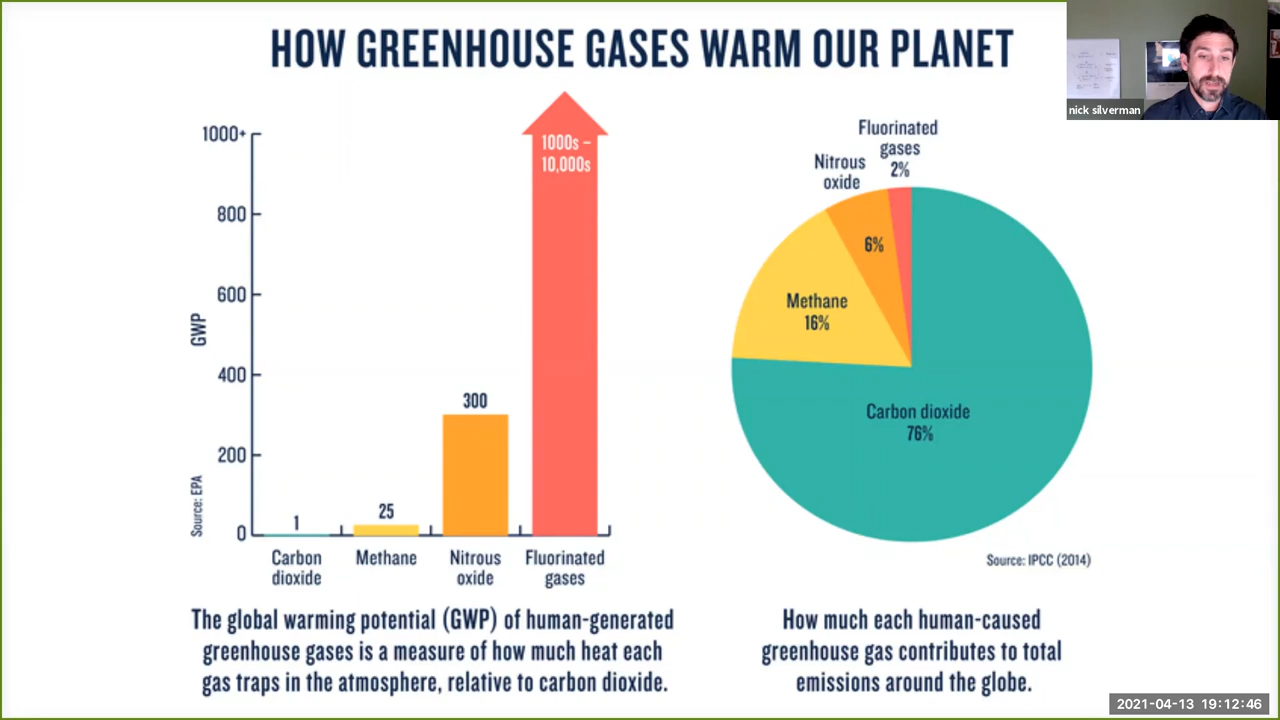 HOW GREENHOUSE GASES WARM OUR PLANET
nick silverman
1000+
800
600
400
200
0
GWP
Source: EPA
1
25
300
1000s –
10,000s
Carbon
dioxide
Methane
Nitrous
oxide
Fluorinated
gases
The global warming potential (GWP) of human-generated
greenhouse gases is a measure of how much heat each
gas traps in the atmosphere, relative to carbon dioxide.
Fluorinated
gases
2%
Nitrous
oxide
6%
Methane
16%
Carbon dioxide
76%
Source: IPCC (2014)
How much each human-caused
greenhouse gas contributes to total
emissions around the globe.
2021-04-13 19:12:46